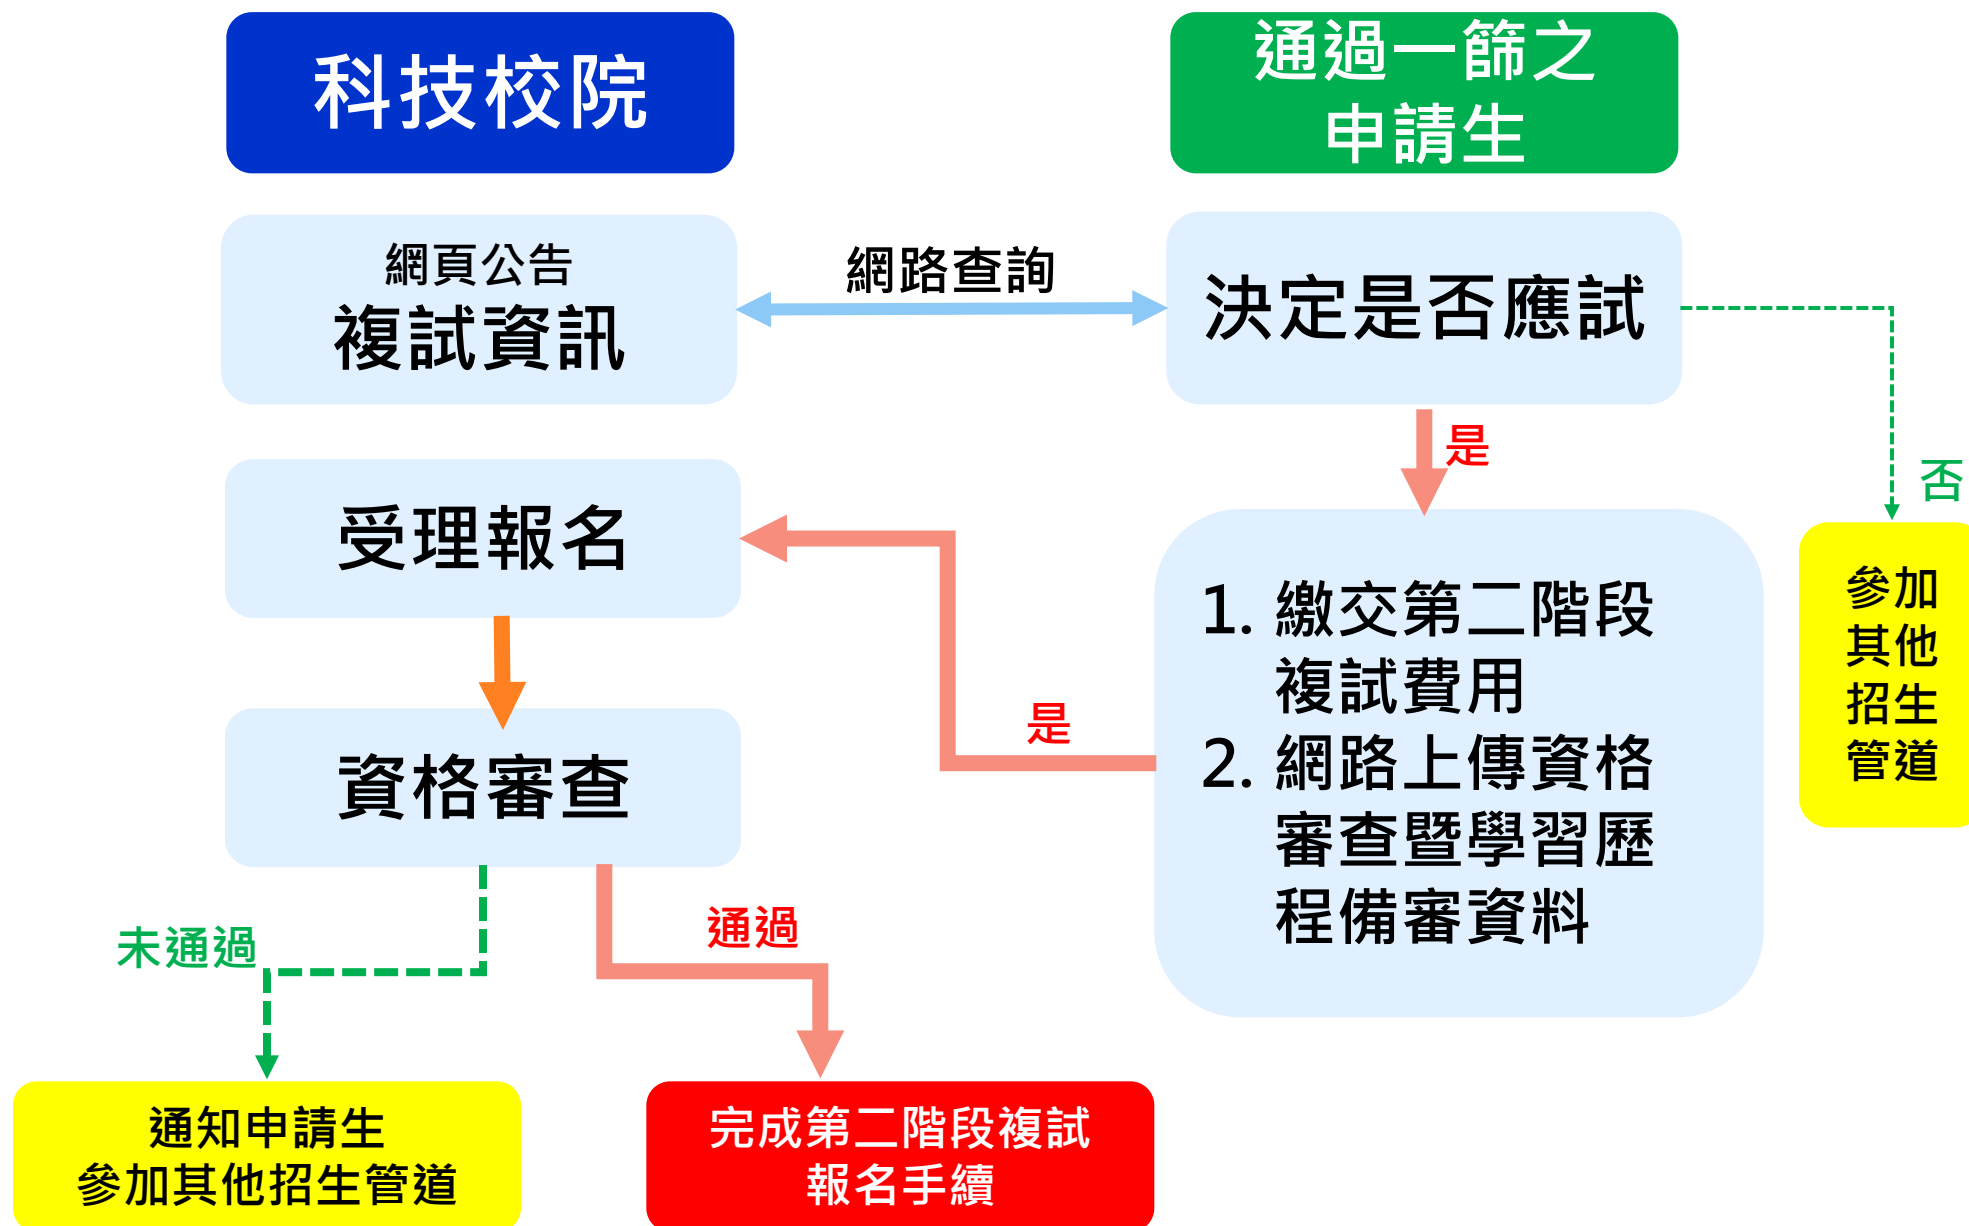 科技校院
通過一篩之
申請生
網頁公告
複試資訊
網路查詢
決定是否應試
是
否
受理報名
1. 繳交第二階段
複試費用
2. 網路上傳資格
審查暨學習歷
程備審資料
參加
其他
招生
管道
是
資格審查
未通過
通過
通知申請生
參加其他招生管道
完成第二階段複試
報名手續